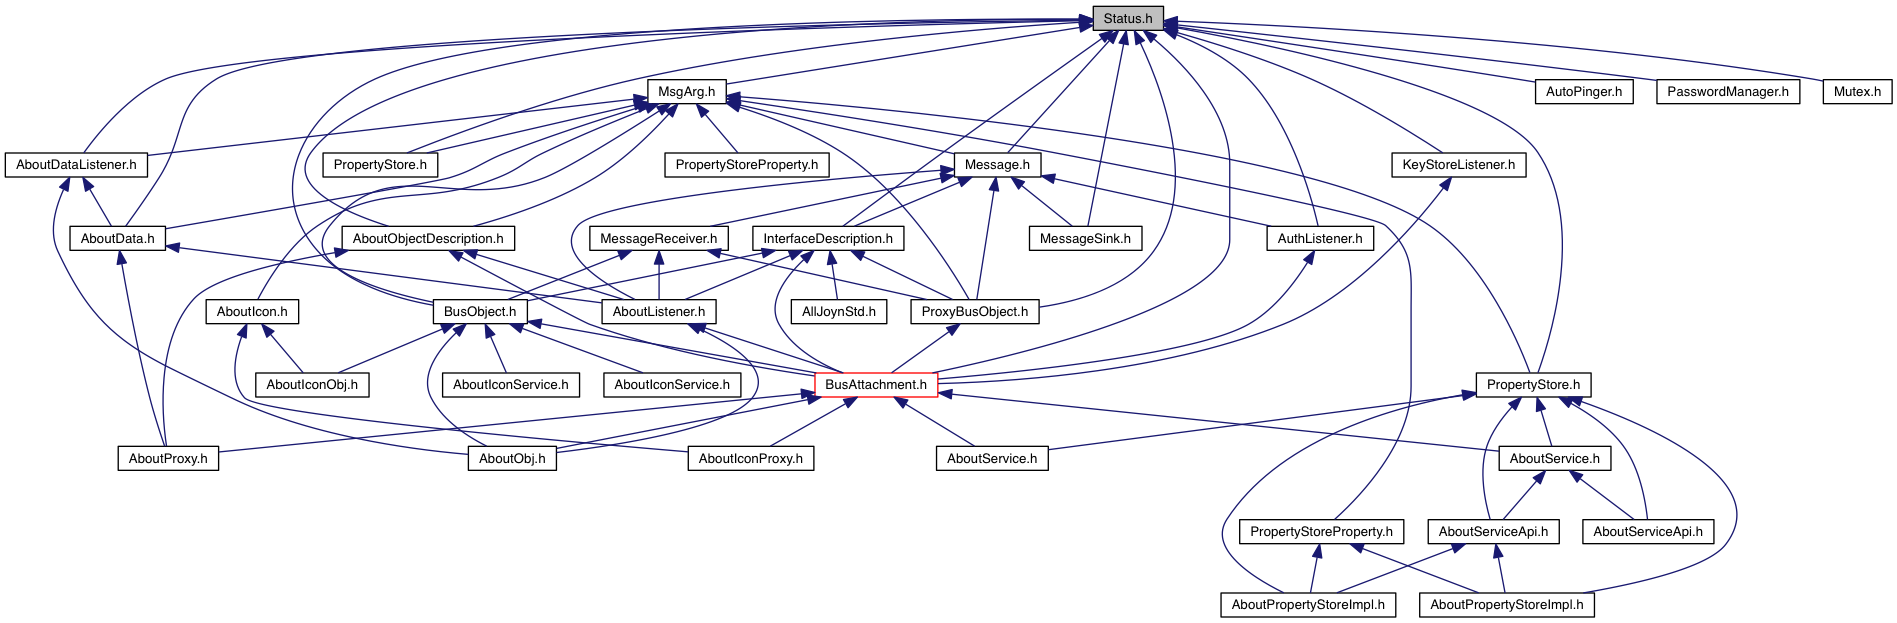 Status.h
MsgArg.h
AutoPinger.h
PasswordManager.h
Mutex.h
AboutDataListener.h
PropertyStore.h
PropertyStoreProperty.h
Message.h
KeyStoreListener.h
AboutData.h
AboutObjectDescription.h
MessageReceiver.h
InterfaceDescription.h
MessageSink.h
AuthListener.h
AboutIcon.h
BusObject.h
AboutListener.h
AllJoynStd.h
ProxyBusObject.h
AboutIconObj.h
AboutIconService.h
AboutIconService.h
BusAttachment.h
PropertyStore.h
AboutProxy.h
AboutObj.h
AboutIconProxy.h
AboutService.h
AboutService.h
PropertyStoreProperty.h
AboutServiceApi.h
AboutServiceApi.h
AboutPropertyStoreImpl.h
AboutPropertyStoreImpl.h